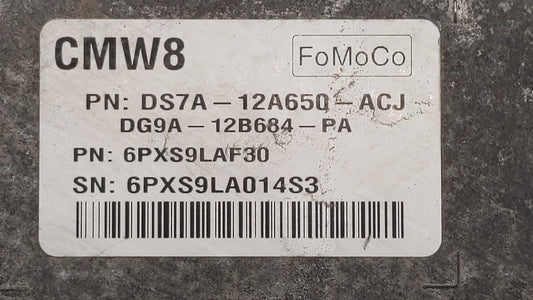 CMW8 FoMoCo
PN: DS7A-12A650-ACJ
DG9A-12B684-PA
PN: 6PXS9LAF30
SN: 6PXS9LA014S3